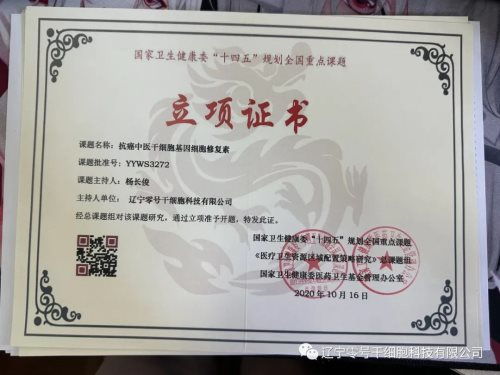 国家卫生健康委“十四五”规划全国重点课题
立项证书
课题名称：抗癌中医干细胞基因细胞修复素
课题批准号：YYWS3272
课题主持人：杨长俊
主持人单位：辽宁零号干细胞科技有限公司
经总课题组对该课题研究，通过立项准予开题，特发此证。
国家卫生健康委“十四五”规划全国重点课题
《医疗卫生资源区域配置策略研究》总课题组
国家卫生健康委医药卫生基金管理办公室
2020年10月16日
辽宁零号干细胞科技有限公司